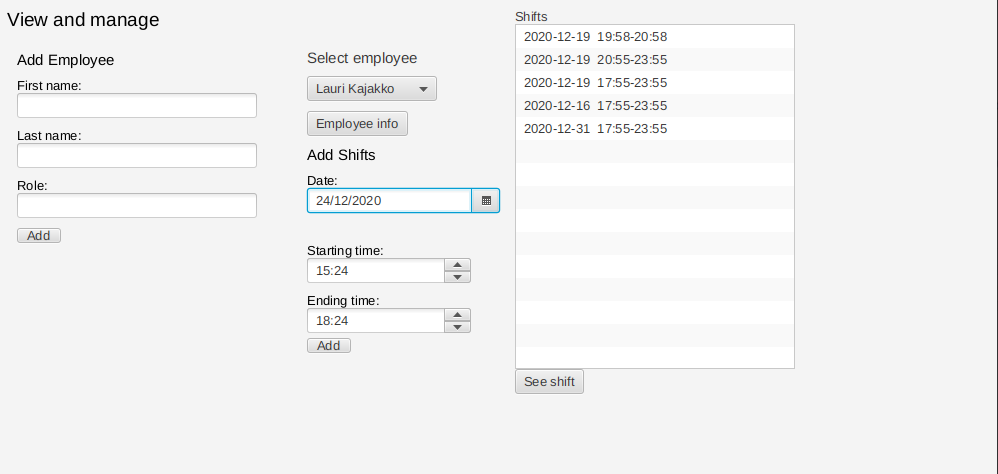 View and manage
Add Employee
First name:
Last name:
Role:
Add
Select employee
Lauri Kajakko
Employee info
Add Shifts
Date:
24/12/2020
Starting time:
15:24
Ending time:
18:24
Add
Shifts
2020-12-19 19:58-20:58
2020-12-19 20:55-23:55
2020-12-19 17:55-23:55
2020-12-16 17:55-23:55
2020-12-31 17:55-23:55
See shift